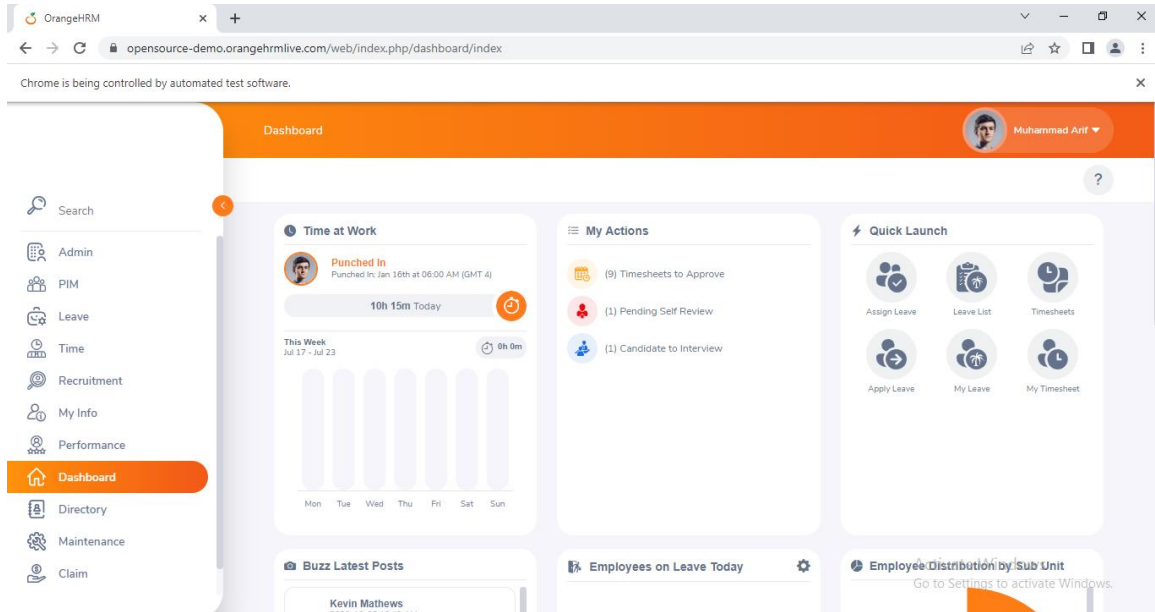 OrangeHRM
opensource-demo.orangehrmlive.com/web/index.php/dashboard/index
Chrome is being controlled by automated test software.
Dashboard
Muhammad Arif
?
Search
Admin
PIM
Leave
Time
Recruitment
My Info
Performance
Dashboard
Directory
Maintenance
Claim
Time at Work
Punched In
Punched In: Jan 16th at 06:00 AM (GMT 4)
10h 15m Today
This Week
Jul 17 - Jul 23
0h 0m
Mon Tue Wed Thu Fri Sat Sun
My Actions
(9) Timesheets to Approve
(1) Pending Self Review
(1) Candidate to Interview
Quick Launch
Assign Leave Leave List Timesheets
Apply Leave My Leave My Timesheet
Buzz Latest Posts
Kevin Mathews
Employees on Leave Today
Employee Distribution by Sub Unit
Activate Windows
Go to Settings to activate Windows.